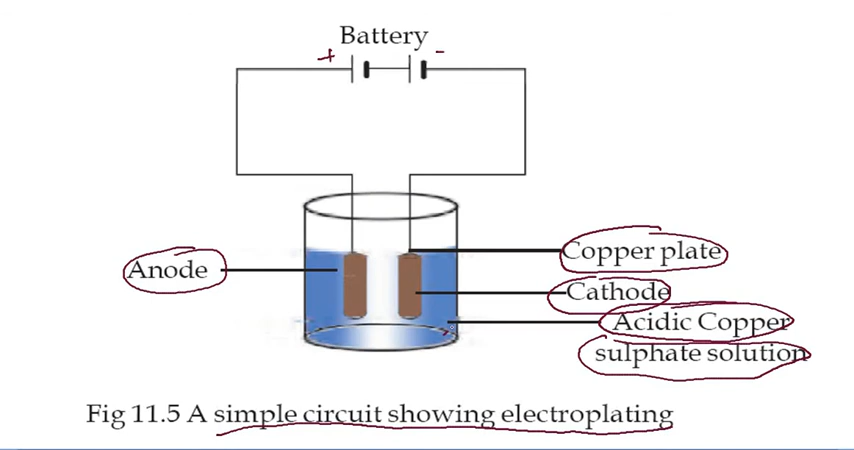 Battery
+ -
Copper plate
Anode
Cathode
Acidic Copper
sulphate solution
Fig 11.5 A simple circuit showing electroplating